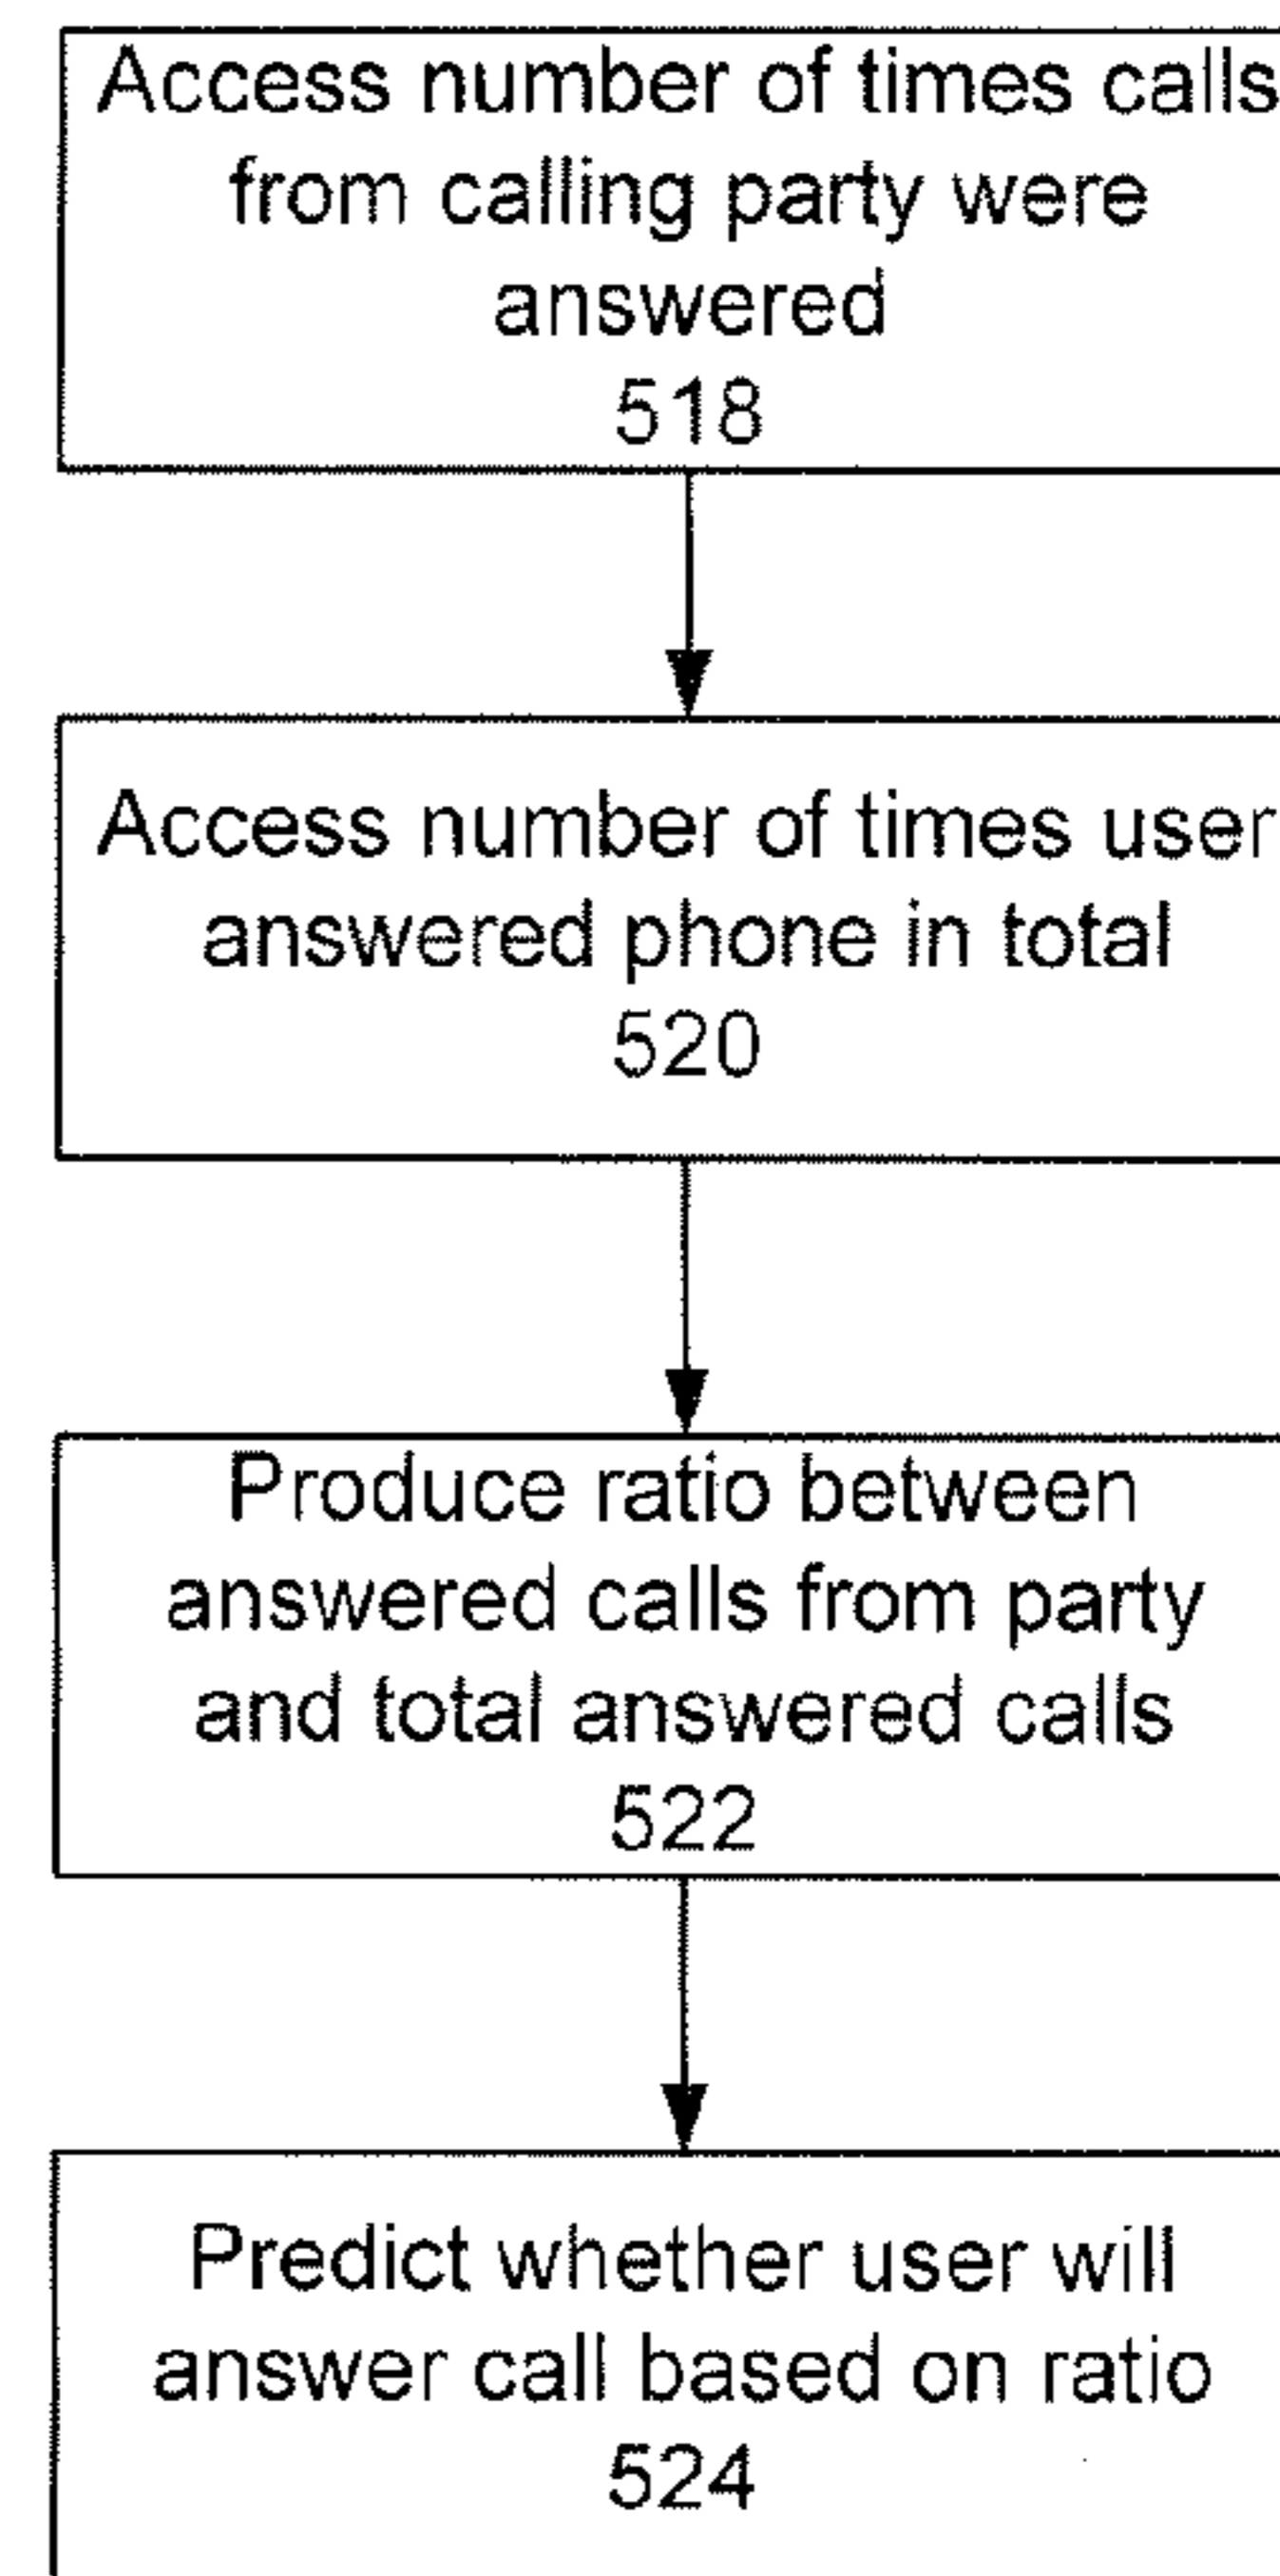 Access number of times calls
from calling party were
answered
518
Access number of times user
answered phone in total
520
Produce ratio between
answered calls from party
and total answered calls
522
Predict whether user will
answer call based on ratio
524